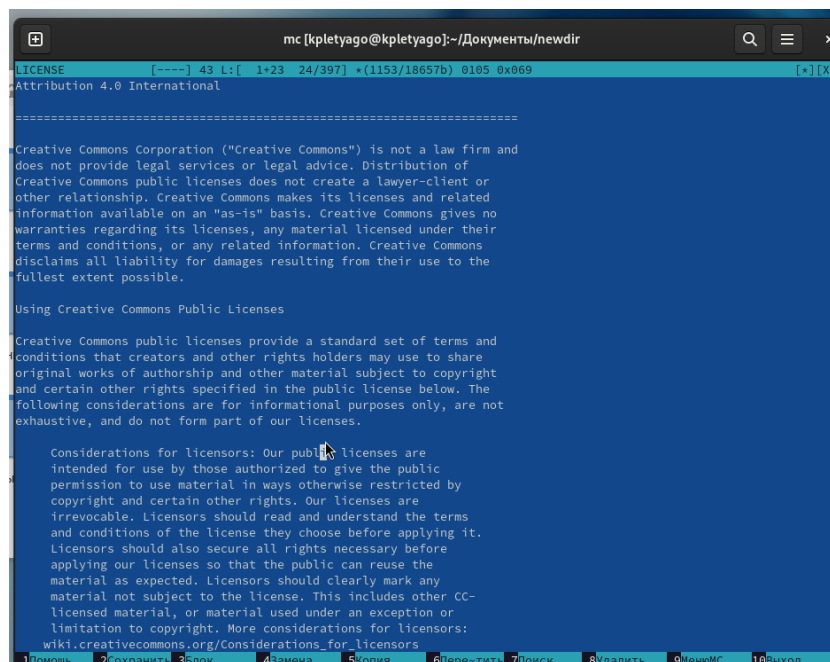 mc [kpletyago@kpletyago]:~/Документы/newdir
LICENSE [----] 43 L:[ 1+23 24/397] *(1153/18657b) 0105 0x069 [*][X
Attribution 4.0 International
=======================================================================
Creative Commons Corporation ("Creative Commons") is not a law firm and
does not provide legal services or legal advice. Distribution of
Creative Commons public licenses does not create a lawyer-client or
other relationship. Creative Commons makes its licenses and related
information available on an "as-is" basis. Creative Commons gives no
warranties regarding its licenses, any material licensed under their
terms and conditions, or any related information. Creative Commons
disclaims all liability for damages resulting from their use to the
fullest extent possible.
Using Creative Commons Public Licenses
Creative Commons public licenses provide a standard set of terms and
conditions that creators and other rights holders may use to share
original works of authorship and other material subject to copyright
and certain other rights specified in the public license below. The
following considerations are for informational purposes only, are not
exhaustive, and do not form part of our licenses.
Considerations for licensors: Our public licenses are
intended for use by those authorized to give the public
permission to use material in ways otherwise restricted by
copyright and certain other rights. Our licenses are
irrevocable. Licensors should read and understand the terms
and conditions of the license they choose before applying it.
Licensors should also secure all rights necessary before
applying our licenses so that the public can reuse the
material as expected. Licensors should clearly mark any
material not subject to the license. This includes other CC-
licensed material, or material used under an exception or
limitation to copyright. More considerations for licensors:
wiki.creativecommons.org/Considerations_for_licensors
1Помощь 2Сохранить 3Блок 4Замена 5Копия 6Пере~тить 7Поиск 8Удалить 9МенюMC 10Выход